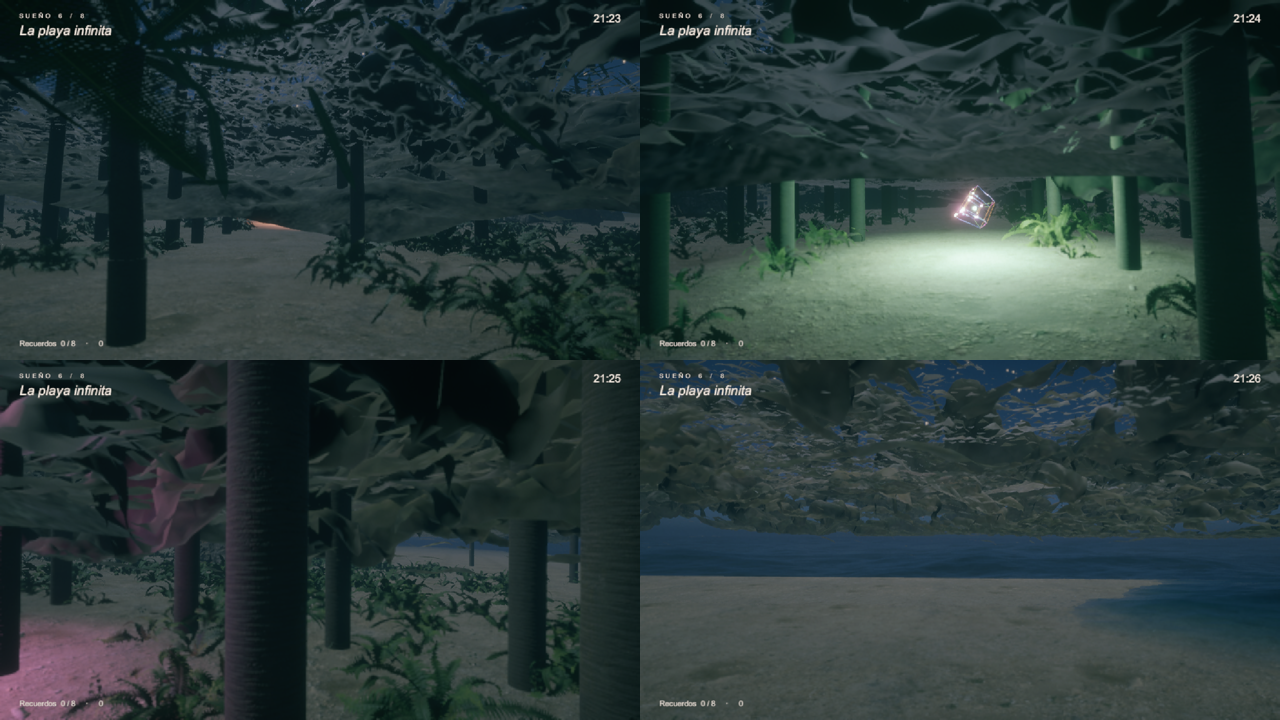 SUEÑO 6 / 8
La playa infinita
21:23
Recuerdos 0/8 · 0
SUEÑO 6 / 8
La playa infinita
21:24
Recuerdos 0/8 · 0
SUEÑO 6 / 8
La playa infinita
21:25
Recuerdos 0/8 · 0
SUEÑO 6 / 8
La playa infinita
21:26
Recuerdos 0/8 · 0